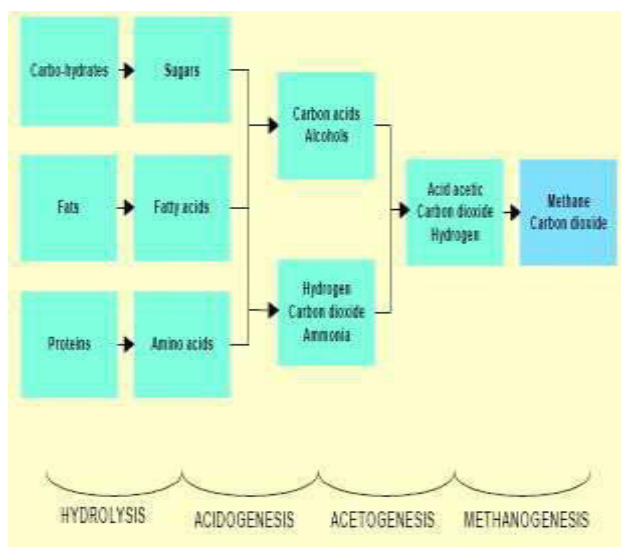 Carbo-hydrates
Sugars
Carbon acids
Alcohols
Fats
Fatty acids
Acid acetic
Carbon dioxide
Hydrogen
Methane
Carbon dioxide
Hydrogen
Carbon dioxide
Ammonia
Proteins
Amino acids
HYDROLYSIS
ACIDOGENESIS
ACETOGENESIS
METHANOGENESIS